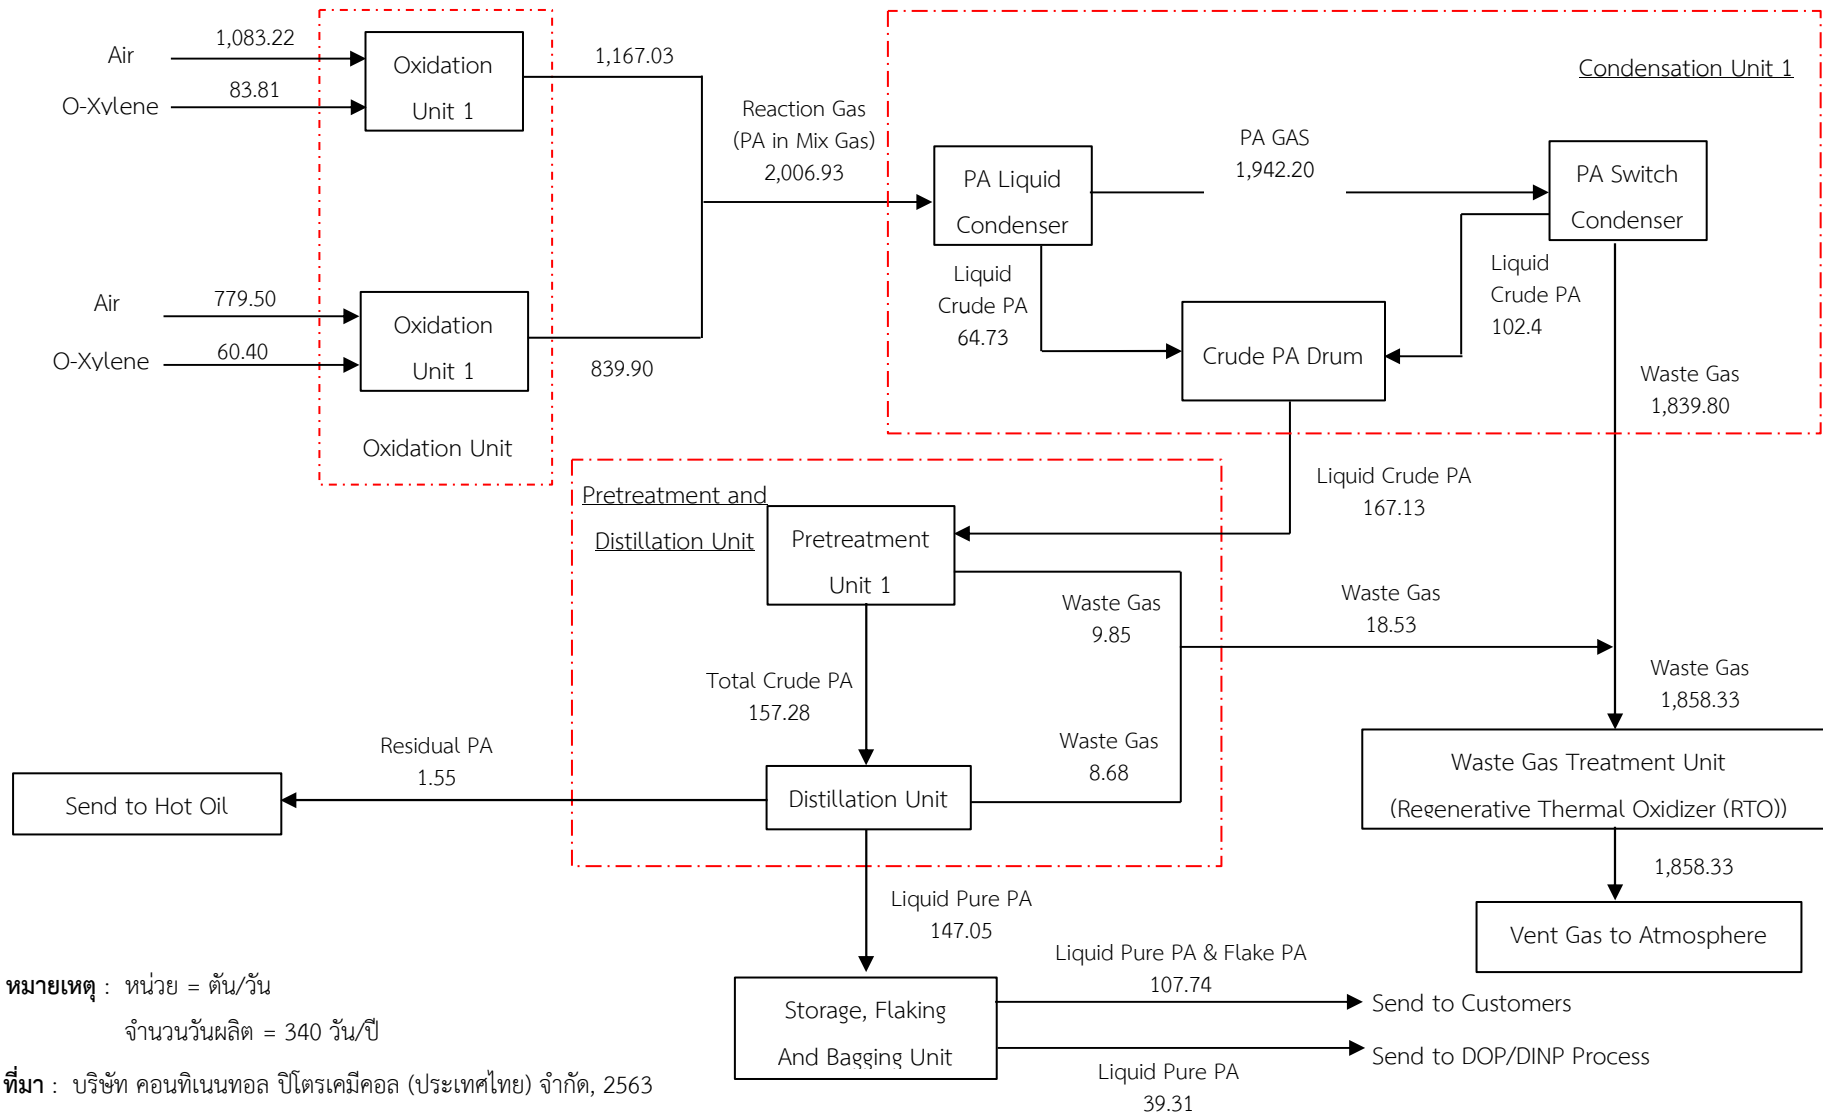 Air
1,083.22
O-Xylene
83.81
Oxidation
Unit 1
1,167.03
Air
779.50
O-Xylene
60.40
Oxidation
Unit 1
839.90
Oxidation Unit
Reaction Gas
(PA in Mix Gas)
2,006.93
Condensation Unit 1
PA Liquid
Condenser
PA GAS
1,942.20
PA Switch
Condenser
Liquid
Crude PA
64.73
Crude PA Drum
Liquid
Crude PA
102.4
Waste Gas
1,839.80
Liquid Crude PA
167.13
Pretreatment and
Distillation Unit
Pretreatment
Unit 1
Waste Gas
9.85
Waste Gas
18.53
Total Crude PA
157.28
Waste Gas
8.68
Waste Gas
1,858.33
Residual PA
1.55
Send to Hot Oil
Distillation Unit
Waste Gas Treatment Unit
(Regenerative Thermal Oxidizer (RTO))
1,858.33
Vent Gas to Atmosphere
Liquid Pure PA
147.05
Storage, Flaking
And Bagging Unit
Liquid Pure PA & Flake PA
107.74
Send to Customers
Send to DOP/DINP Process
Liquid Pure PA
39.31
หมายเหตุ : หน่วย = ตัน/วัน
จำนวนวันผลิต = 340 วัน/ปี
ที่มา : บริษัท คอนทิเนนทอล ปิโตรเคมีคอล (ประเทศไทย) จำกัด, 2563